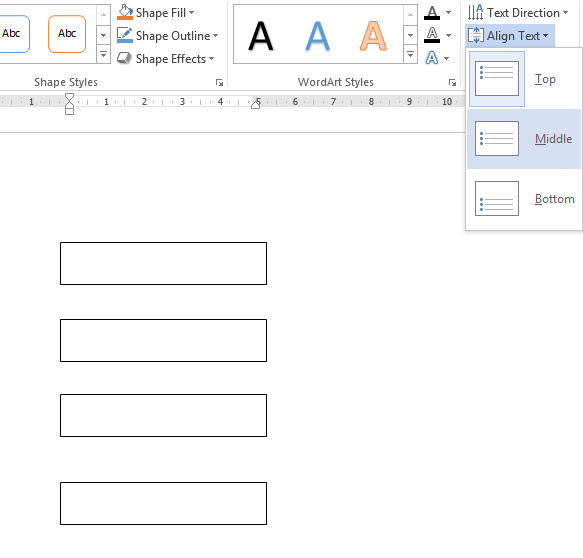 Abc Abc Shape Fill A A A A Text Direction
Shape Outline A Align Text
Shape Effects A
Shape Styles WordArt Styles
1 1 2 3 4 5 6 7 8 9 10
Top
Middle
Bottom